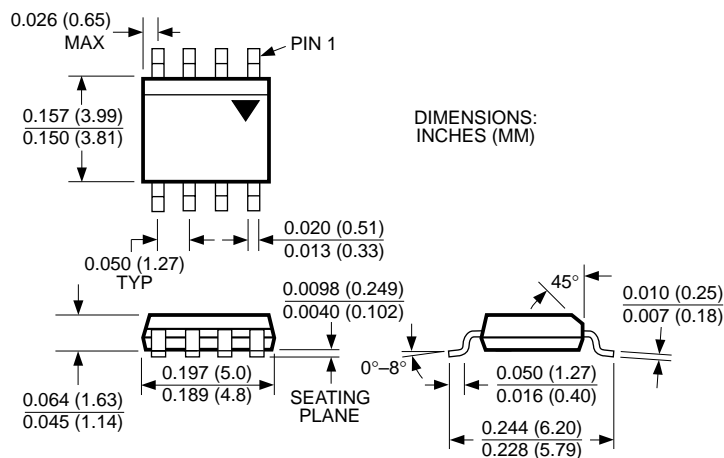 0.026 (0.65)
MAX
PIN 1
0.157 (3.99)
0.150 (3.81)
DIMENSIONS:
INCHES (MM)
0.020 (0.51)
0.013 (0.33)
0.050 (1.27)
TYP
0.0098 (0.249)
0.0040 (0.102)
45°
0.010 (0.25)
0.007 (0.18)
0°–8°
0.064 (1.63)
0.045 (1.14)
0.197 (5.0)
0.189 (4.8)
SEATING
PLANE
0.050 (1.27)
0.016 (0.40)
0.244 (6.20)
0.228 (5.79)